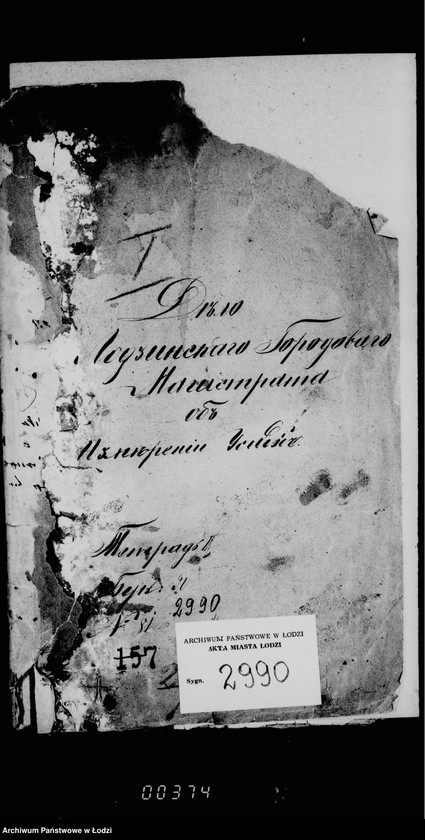 I
Дѣло
Лодзинскаго Городоваго
Магистрата
объ
Измѣреніи
Тетрадь
2990
157
ARCHIWUM PAŃSTWOWE W ŁODZI
AKTA MIASTA ŁODZI
Sygn. 2990
00374
Archiwum Państwowe w Łodzi